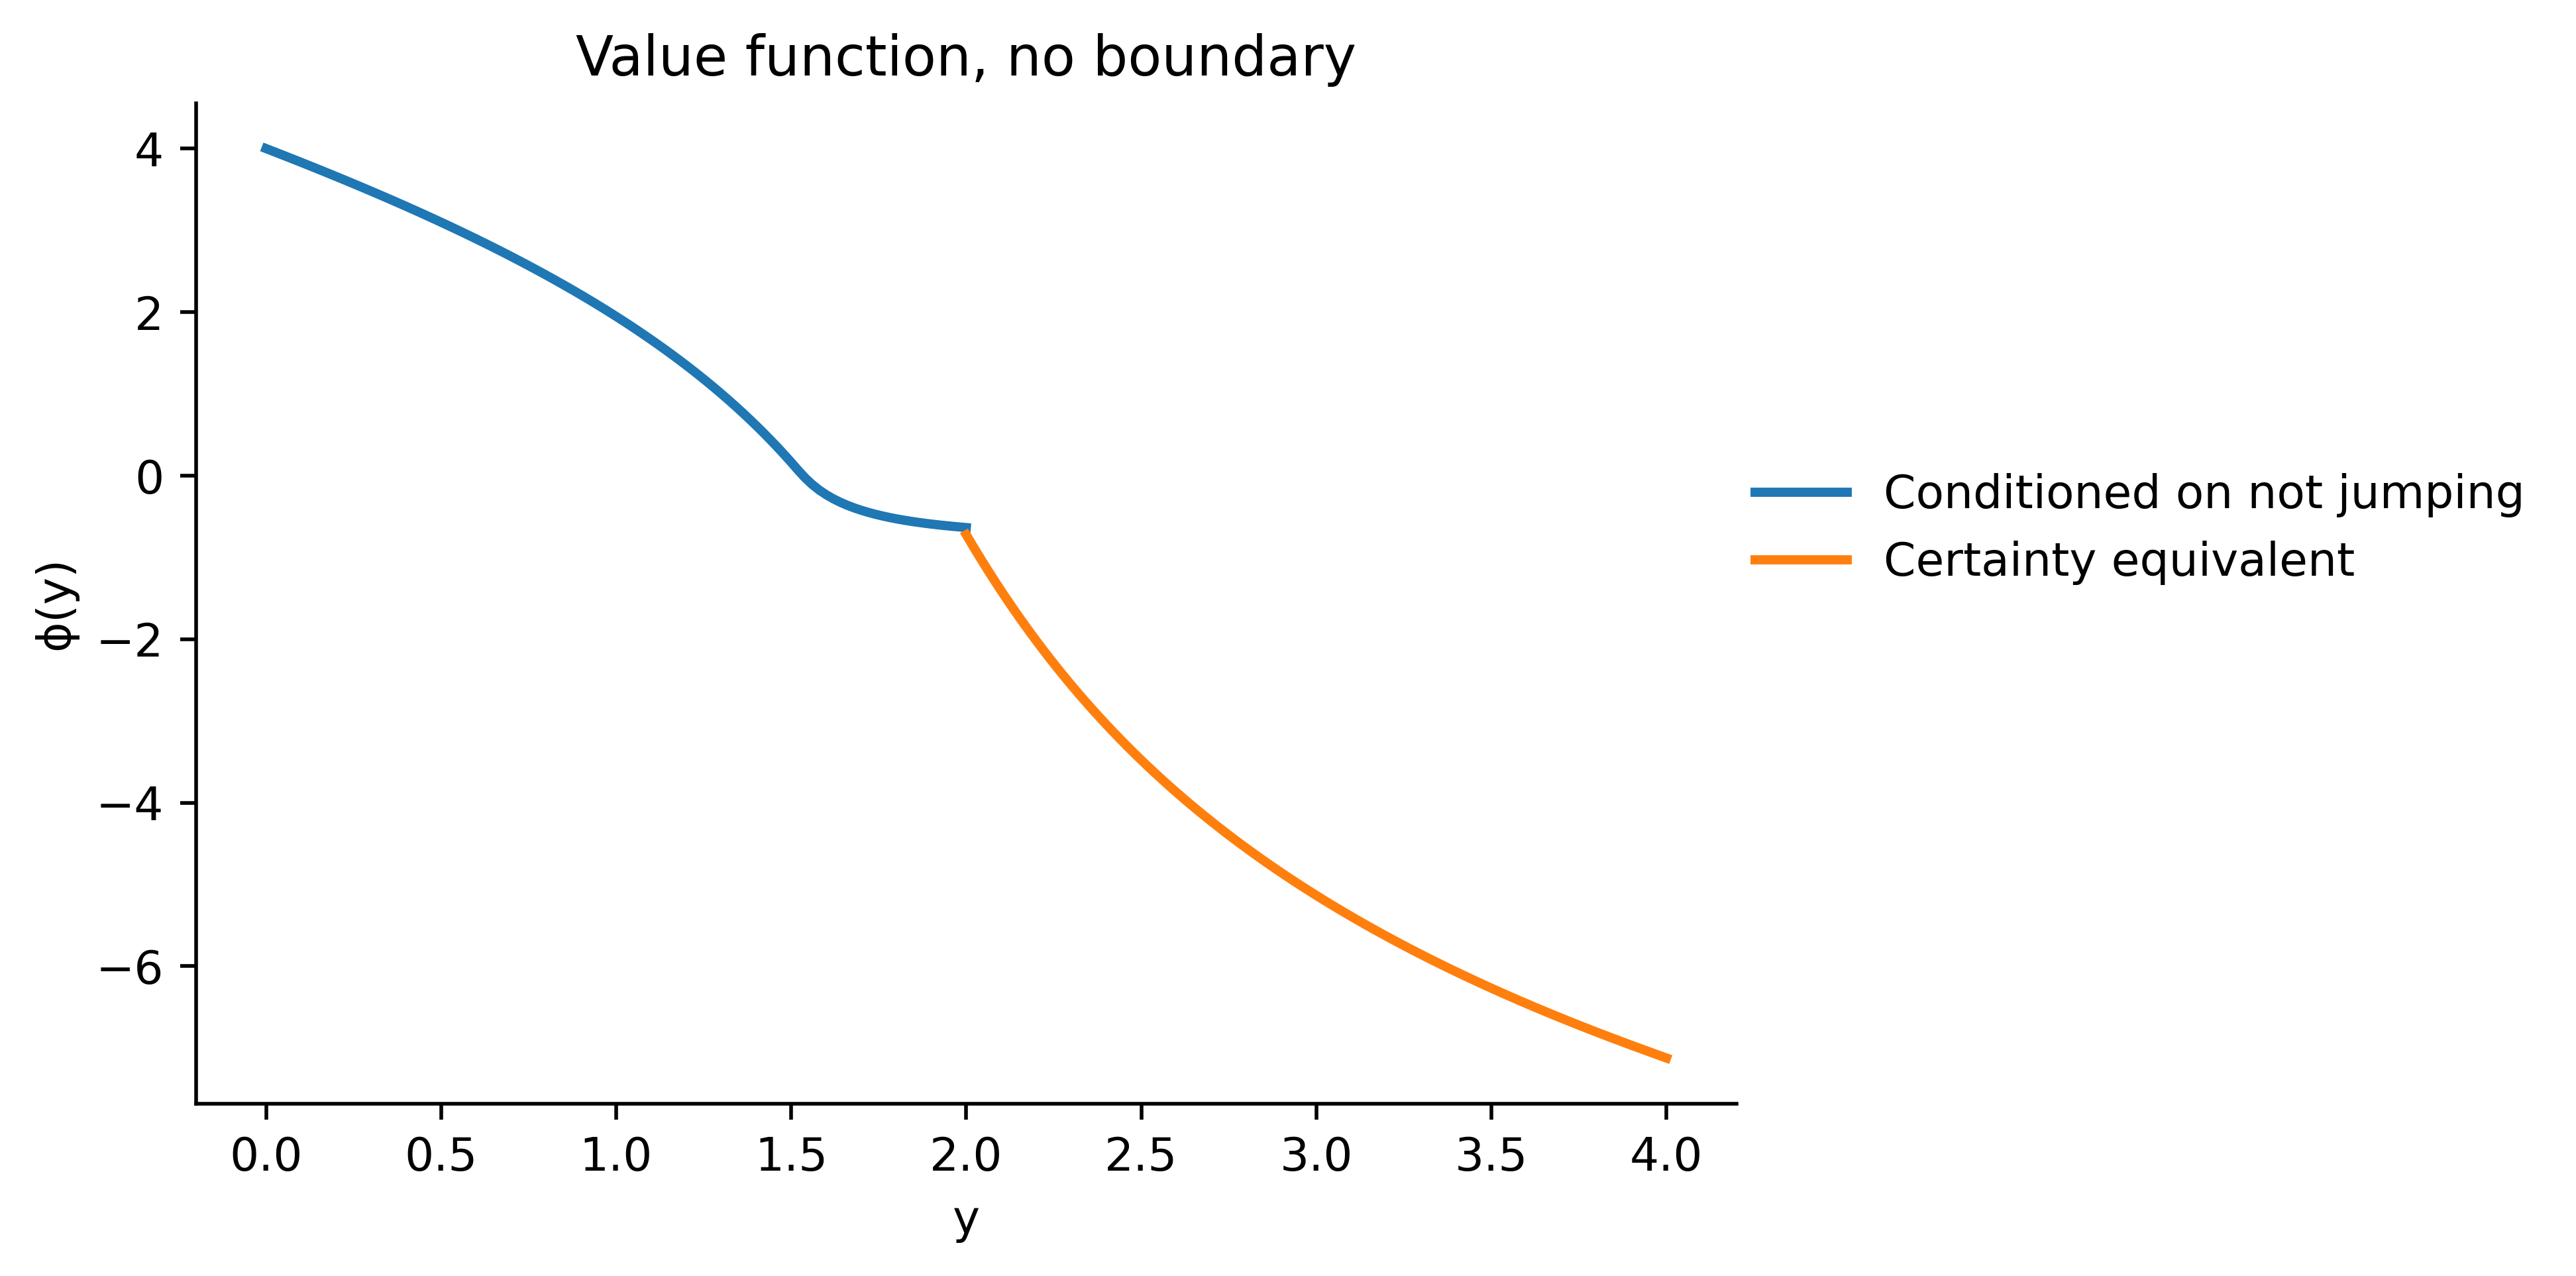 Value function, no boundary
4
2
0
−2
−4
−6
ϕ(y)
0.0 0.5 1.0 1.5 2.0 2.5 3.0 3.5 4.0
y
Conditioned on not jumping
Certainty equivalent